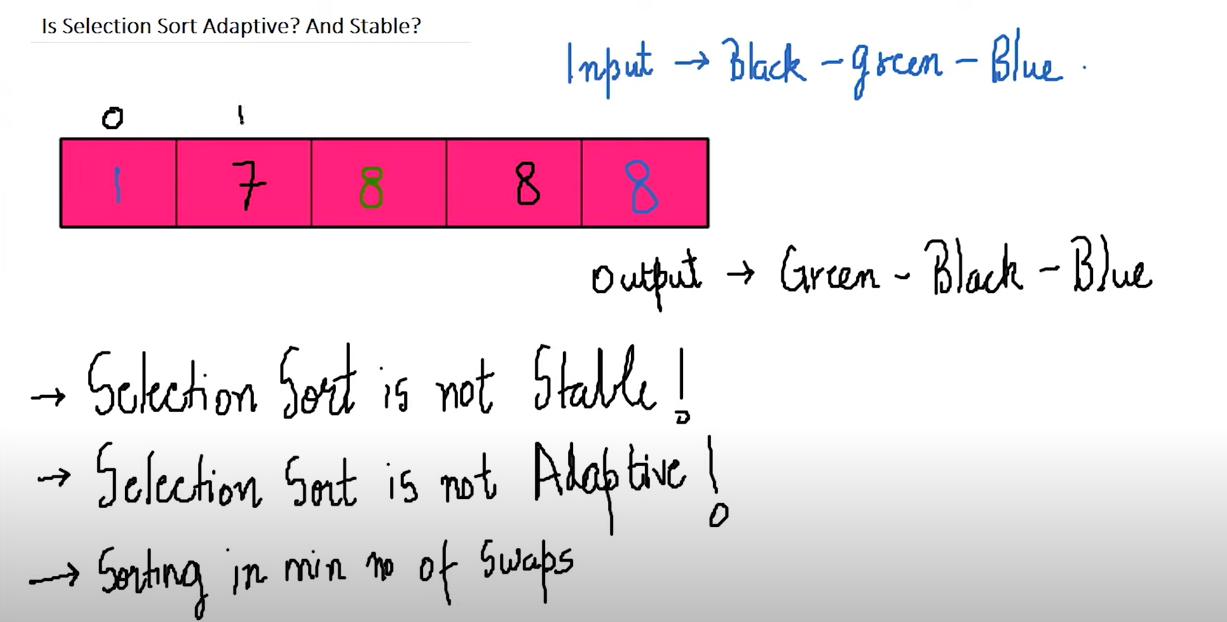 Is Selection Sort Adaptive? And Stable?
Input → Black - green - Blue .
0 1
1 7 8 8 8
Output → Green - Black - Blue
→ Selection Sort is not Stable!
→ Selection Sort is not Adaptive!
→ Sorting in min no of Swaps